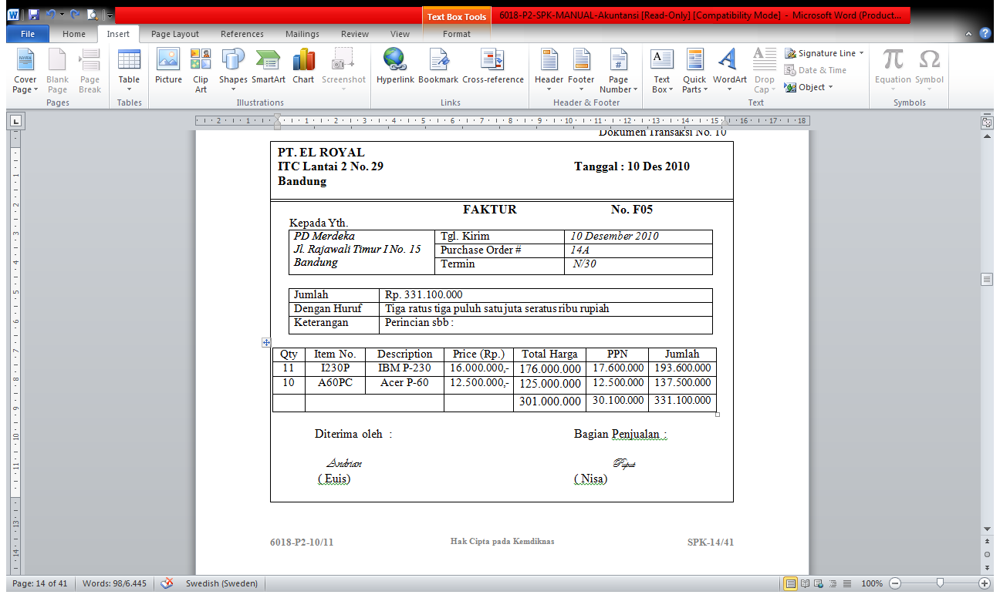 Text Box Tools
6018-P2-SPK-MANUAL-Akuntansi [Read-Only] [Compatibility Mode] - Microsoft Word (Product...
File Home Insert Page Layout References Mailings Review View Format
Cover Page
Blank Page
Page Break
Table
Picture
Clip Art
Shapes
SmartArt
Chart
Screenshot
Hyperlink
Bookmark
Cross-reference
Header
Footer
Page Number
Text Box
Quick Parts
WordArt
Drop Cap
Signature Line
Date & Time
Object
Equation
Symbol
Pages Tables Illustrations Links Header & Footer Text Symbols
2 1 1 2 3 4 5 6 7 8 9 10 11 12 13 14 15 16 17 18
Dokumen Transaksi No. 10
PT. EL ROYAL
ITC Lantai 2 No. 29 Tanggal : 10 Des 2010
Bandung
FAKTUR No. F05
Kepada Yth.
PD Merdeka Tgl. Kirim 10 Desember 2010
Jl. Rajawali Timur I No. 15 Purchase Order # 14A
Bandung Termin N/30
Jumlah Rp. 331.100.000
Dengan Huruf Tiga ratus tiga puluh satu juta seratus ribu rupiah
Keterangan Perincian sbb :
Qty Item No. Description Price (Rp.) Total Harga PPN Jumlah
11 I230P IBM P-230 16.000.000,- 176.000.000 17.600.000 193.600.000
10 A60PC Acer P-60 12.500.000,- 125.000.000 12.500.000 137.500.000
301.000.000 30.100.000 331.100.000
Diterima oleh : Bagian Penjualan :
Andrian Puput
( Euis) ( Nisa)
6018-P2-10/11 Hak Cipta pada Kemdiknas SPK-14/41
Page: 14 of 41 Words: 98/6.445 Swedish (Sweden) 100%